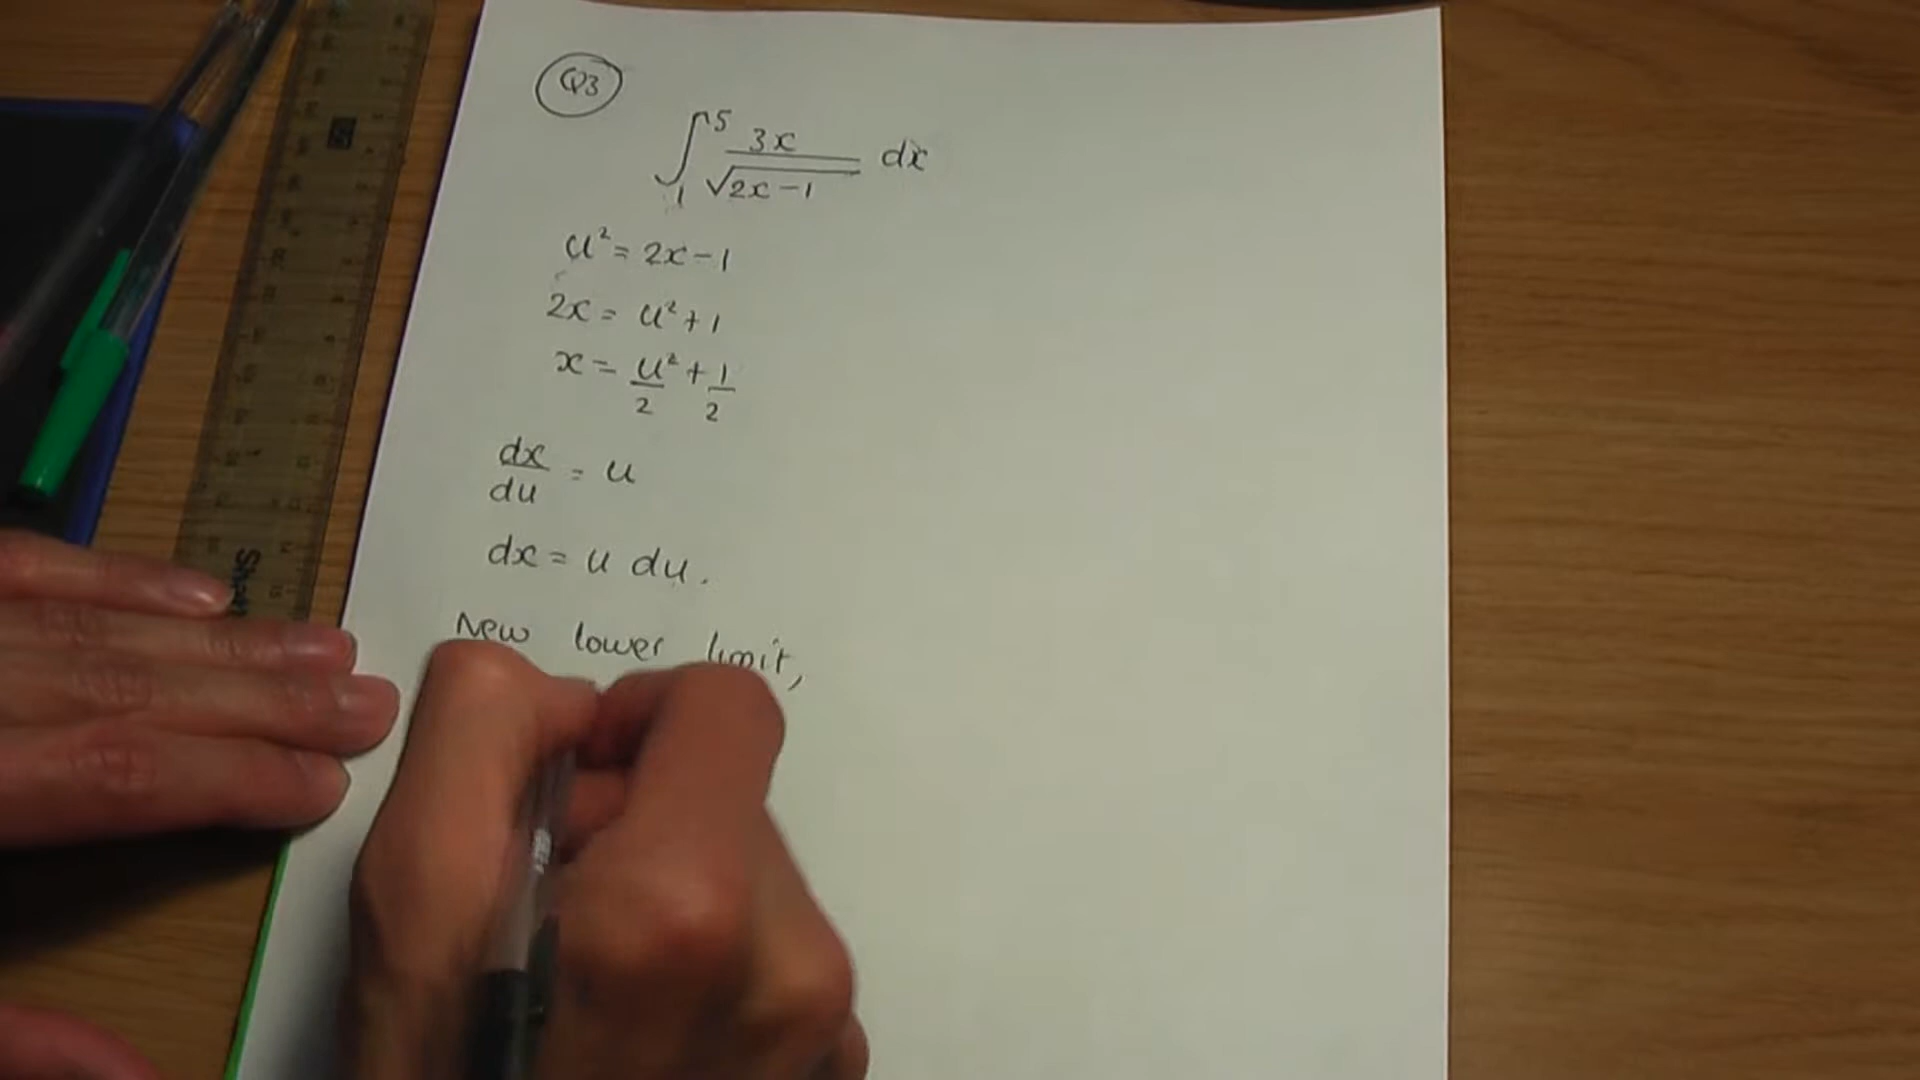 Q3
∫₁⁵ 3x/√(2x-1) dx
u² = 2x-1
2x = u²+1
x = u²/2 + 1/2
dx/du = u
dx = u du.
New lower limit,